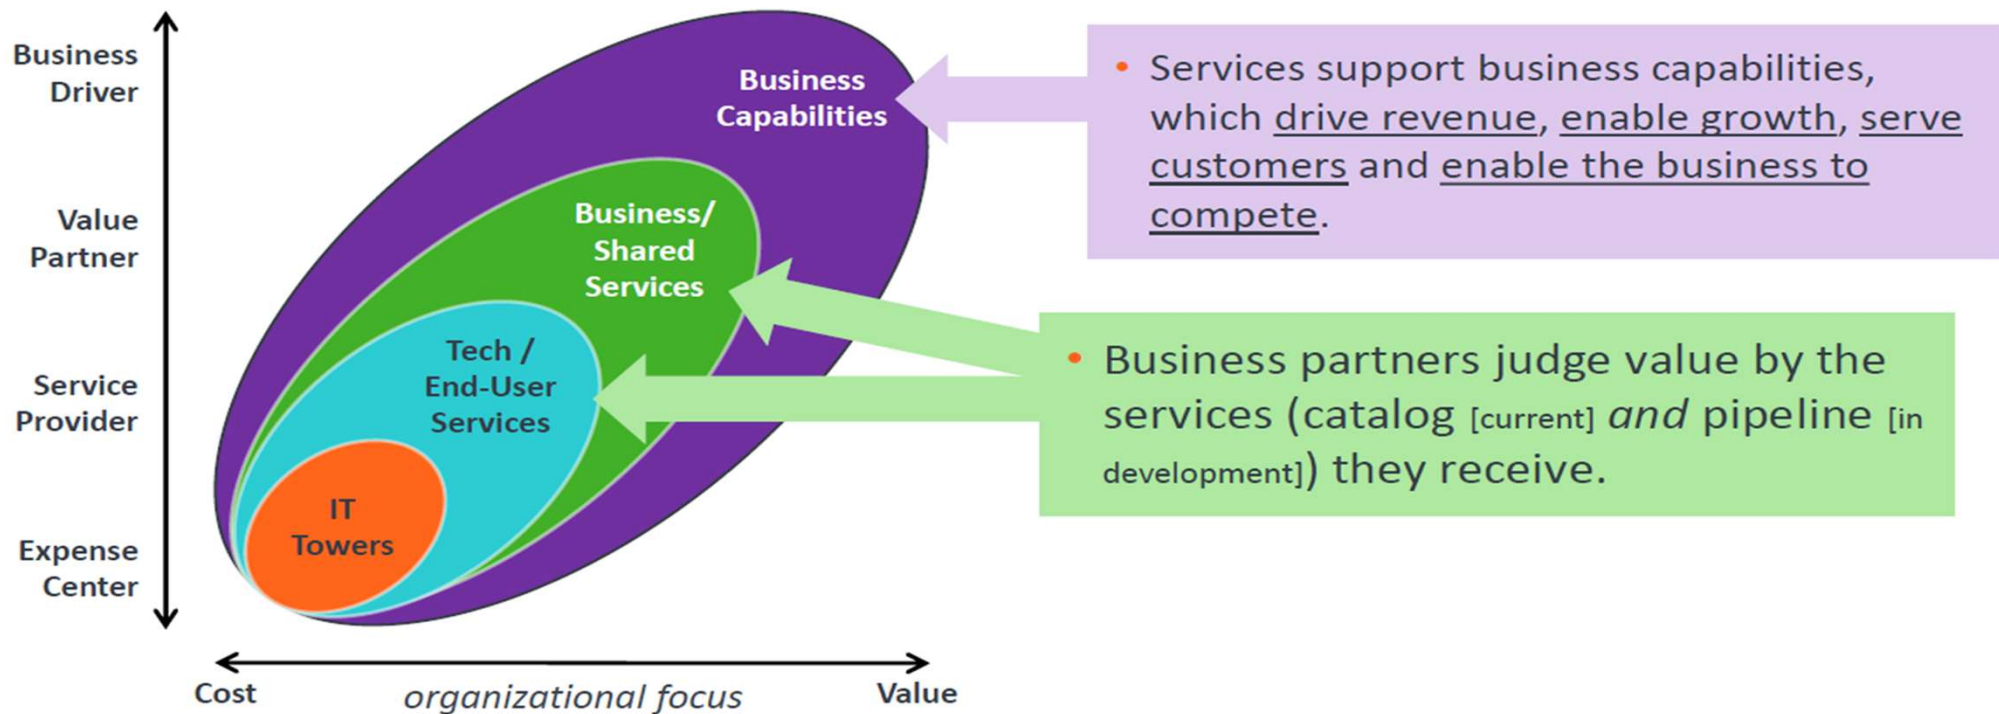 Business
Driver
Value
Partner
Service
Provider
Expense
Center
Business
Capabilities
Business/
Shared
Services
Tech /
End-User
Services
IT
Towers
Cost
organizational focus
Value
• Services support business capabilities,
which drive revenue, enable growth, serve
customers and enable the business to
compete.
• Business partners judge value by the
services (catalog [current] and pipeline [in
development]) they receive.